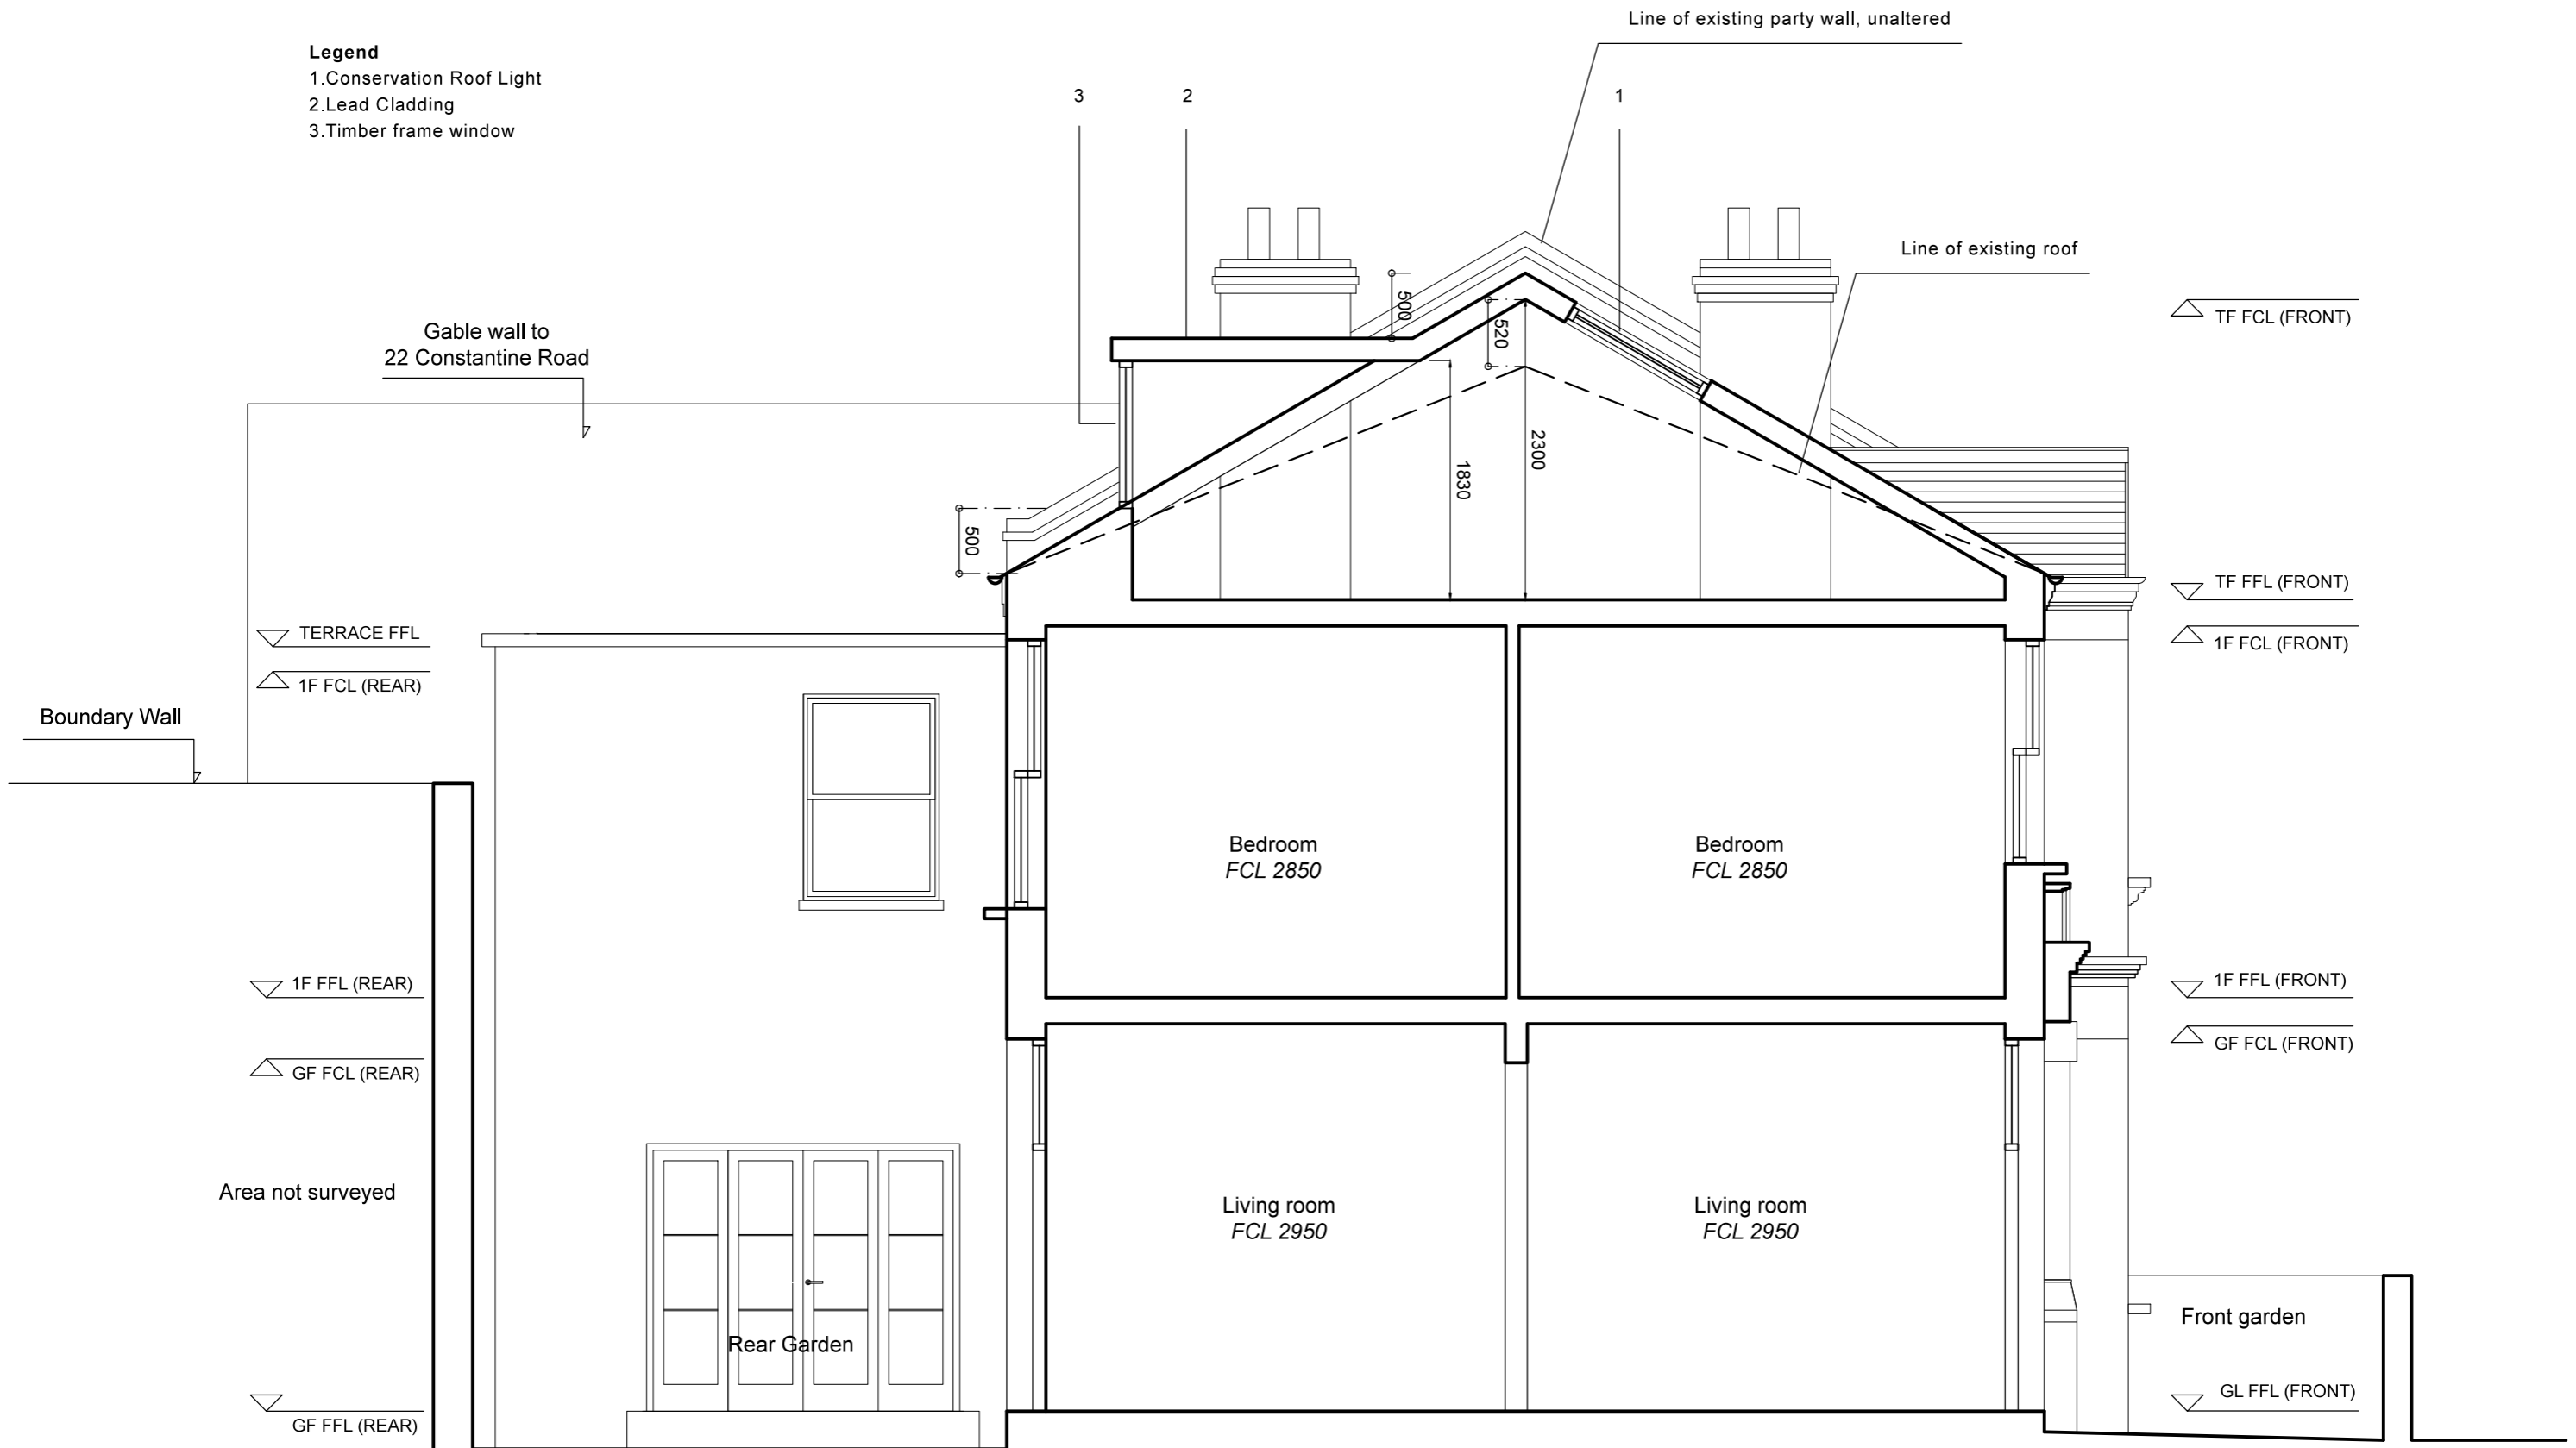 Line of existing party wall, unaltered
Legend
1.Conservation Roof Light
2.Lead Cladding
3.Timber frame window
3
2
1
Line of existing roof
Gable wall to
22 Constantine Road
500
520
TF FCL (FRONT)
2300
1830
500
TF FFL (FRONT)
TERRACE FFL
1F FCL (FRONT)
1F FCL (REAR)
Boundary Wall
Bedroom
FCL 2850
Bedroom
FCL 2850
1F FFL (REAR)
1F FFL (FRONT)
GF FCL (REAR)
GF FCL (FRONT)
Area not surveyed
Living room
FCL 2950
Living room
FCL 2950
Rear Garden
Front garden
GF FFL (REAR)
GL FFL (FRONT)